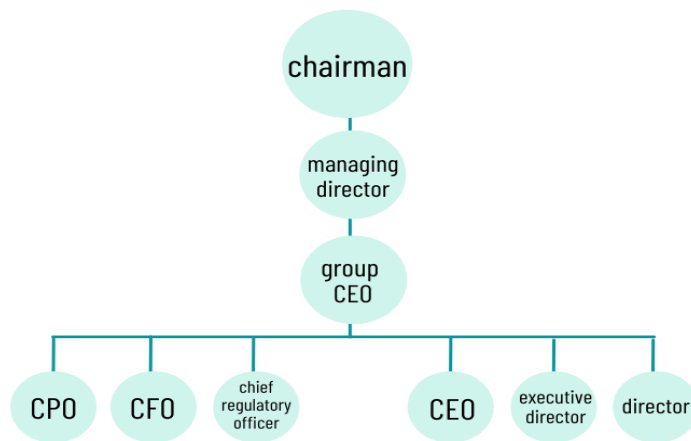 chairman
managing
director
group
CEO
CPO
CFO
chief
regulatory
officer
CEO
executive
director
director